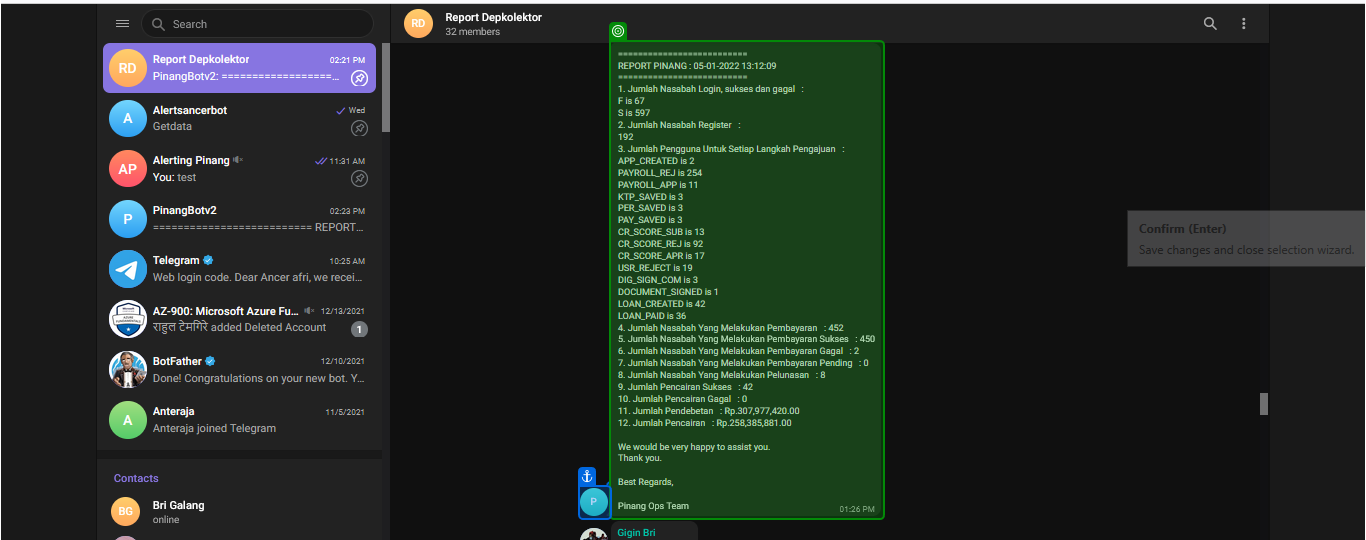 Search
RD
Report Depkolektor
02:21 PM
PinangBotv2: ==================...
A
Alertsancerbot
Wed
Getdata
AP
Alerting Pinang
11:31 AM
You: test
P
PinangBotv2
02:23 PM
========================== REPORT...
Telegram
10:25 AM
Web login code. Dear Ancer afri, we recei...
AZ-900: Microsoft Azure Fu...
12/13/2021
राहुल टेमगिरे added Deleted Account
1
BotFather
12/10/2021
Done! Congratulations on your new bot. Y...
A
Anteraja
11/5/2021
Anteraja joined Telegram
Contacts
BG
Bri Galang
online
RD
Report Depkolektor
32 members
==========================
REPORT PINANG : 05-01-2022 13:12:09
==========================
1. Jumlah Nasabah Login, sukses dan gagal :
F is 67
S is 597
2. Jumlah Nasabah Register :
192
3. Jumlah Pengguna Untuk Setiap Langkah Pengajuan :
APP_CREATED is 2
PAYROLL_REJ is 254
PAYROLL_APP is 11
KTP_SAVED is 3
PER_SAVED is 3
PAY_SAVED is 3
CR_SCORE_SUB is 13
CR_SCORE_REJ is 92
CR_SCORE_APR is 17
USR_REJECT is 19
DIG_SIGN_COM is 3
DOCUMENT_SIGNED is 1
LOAN_CREATED is 42
LOAN_PAID is 36
4. Jumlah Nasabah Yang Melakukan Pembayaran : 452
5. Jumlah Nasabah Yang Melakukan Pembayaran Sukses : 450
6. Jumlah Nasabah Yang Melakukan Pembayaran Gagal : 2
7. Jumlah Nasabah Yang Melakukan Pembayaran Pending : 0
8. Jumlah Nasabah Yang Melakukan Pelunasan : 8
9. Jumlah Pencairan Sukses : 42
10. Jumlah Pencairan Gagal : 0
11. Jumlah Pendebetan : Rp.307,977,420.00
12. Jumlah Pencairan : Rp.258,385,881.00
We would be very happy to assist you.
Thank you.
Best Regards,
Pinang Ops Team
01:26 PM
P
Gigin Bri
Confirm (Enter)
Save changes and close selection wizard.